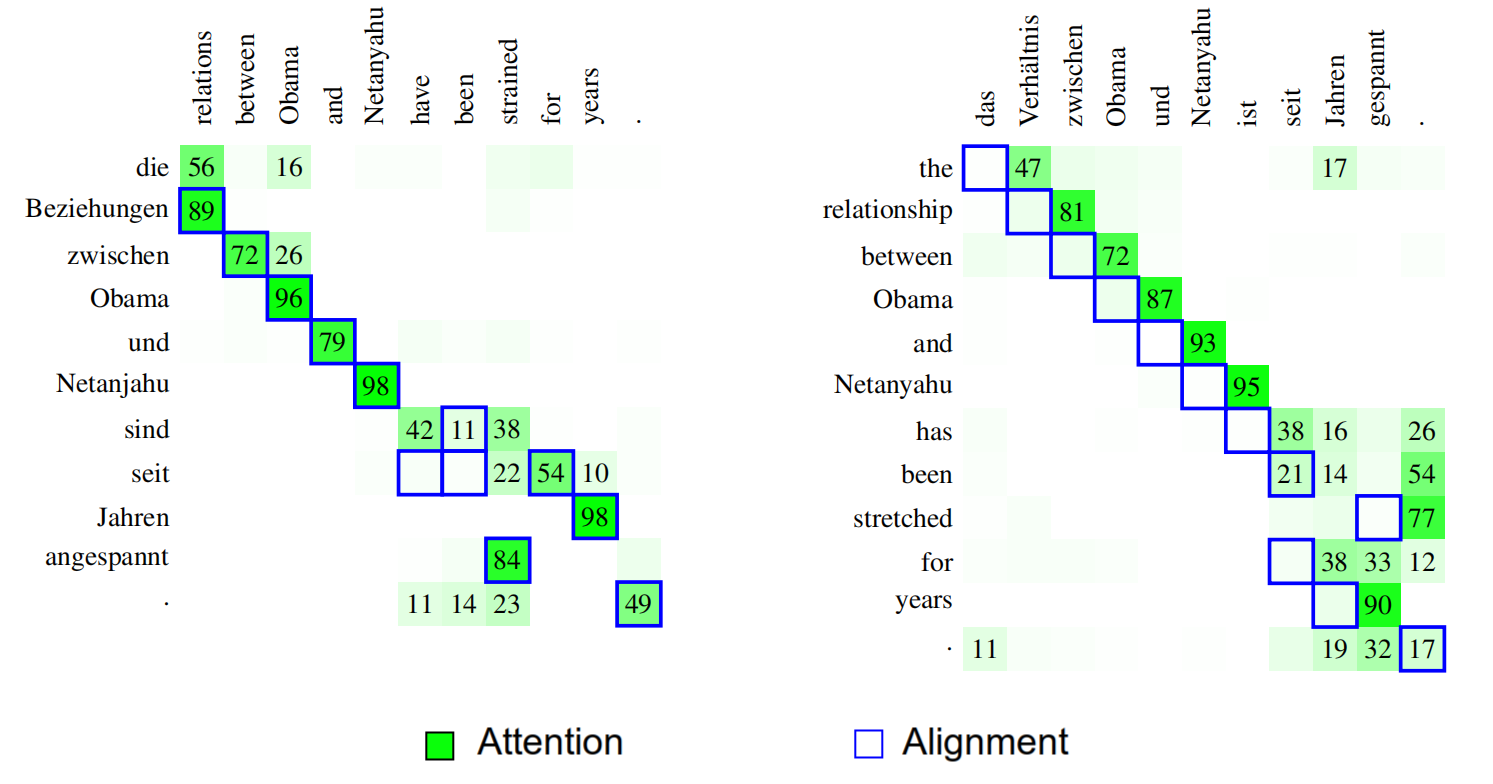 relations between Obama and Netanyahu have been strained for years .
die 56 16
Beziehungen 89
zwischen 72 26
Obama 96
und 79
Netanjahu 98
sind 42 11 38
seit 22 54 10
Jahren 98
angespannt 84
. 11 14 23 49
das Verhältnis zwischen Obama und Netanyahu ist seit Jahren gespannt .
the 47 17
relationship 81
between 72
Obama 87
and 93
Netanyahu 95
has 38 16 26
been 21 14 54
stretched 77
for 38 33 12
years 90
. 11 19 32 17
Attention
Alignment